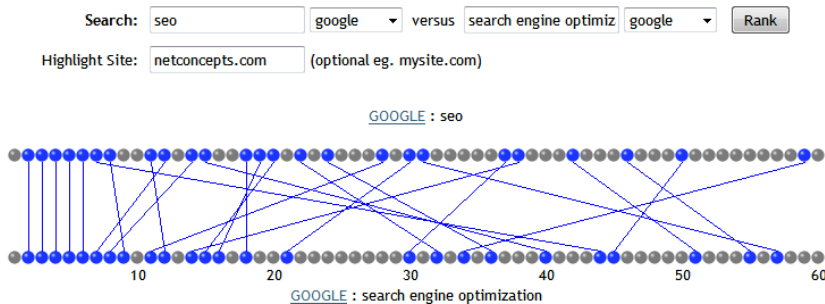 Search: seo google versus search engine optimiz google Rank
Highlight Site: netconcepts.com (optional eg. mysite.com)
GOOGLE : seo
10 20 30 40 50 60
GOOGLE : search engine optimization